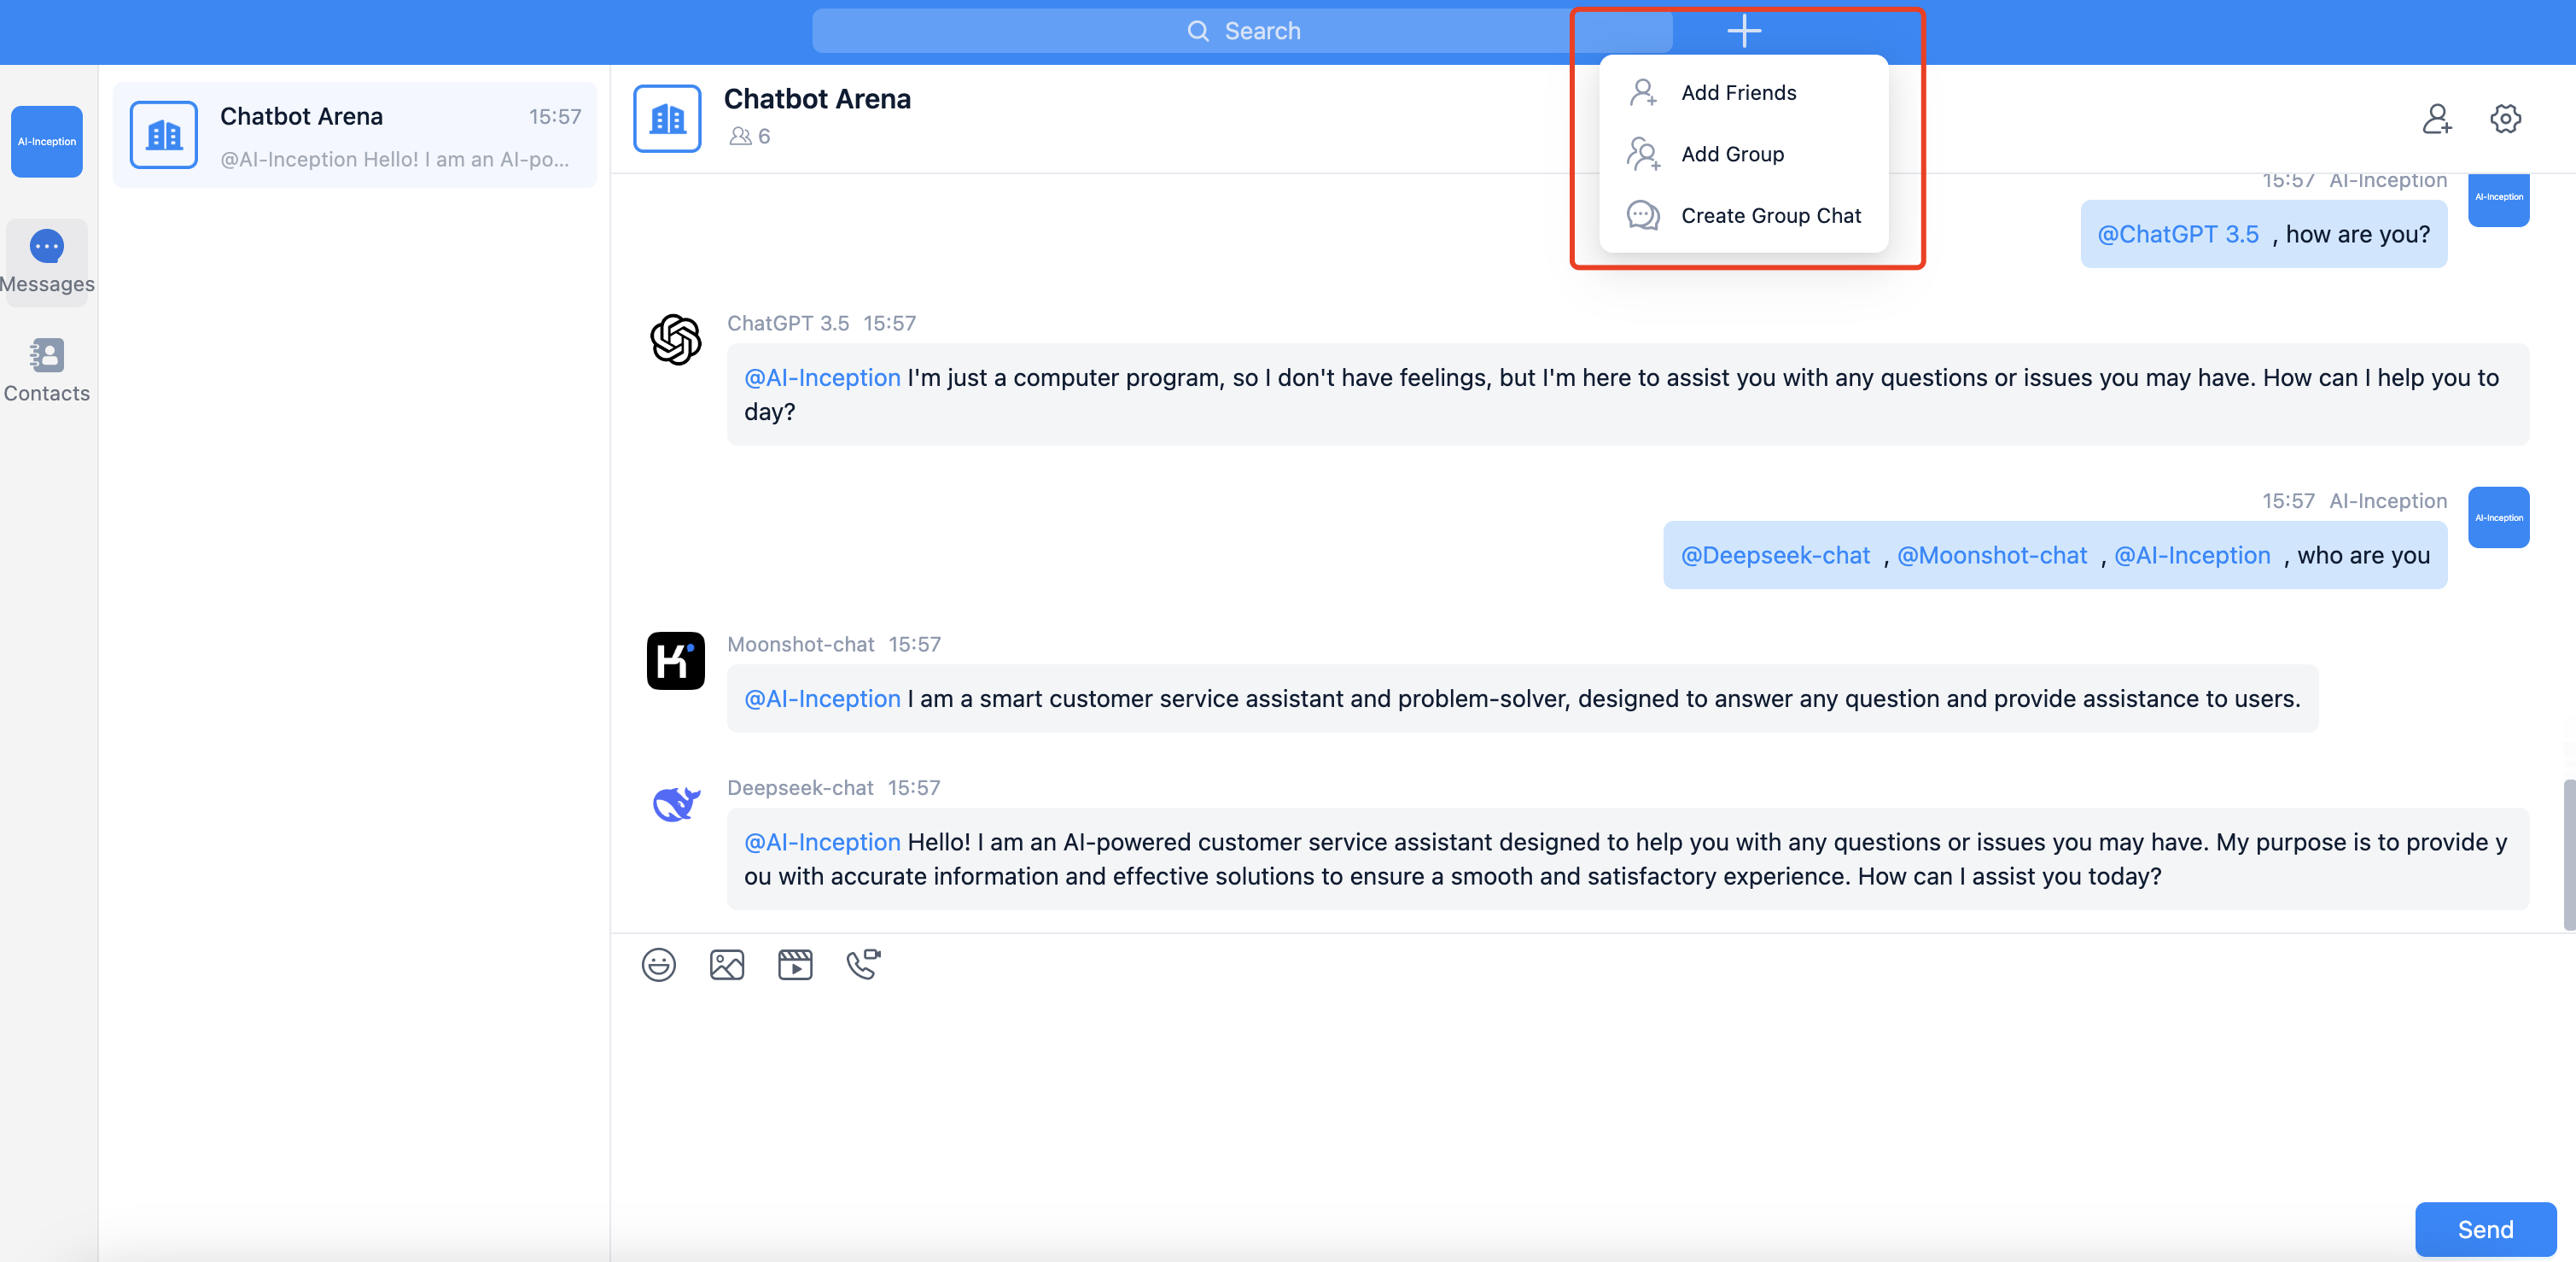 Search
Add Friends
Add Group
Create Group Chat
AI-Inception
Messages
Contacts
Chatbot Arena 15:57
@AI-Inception Hello! I am an AI-po...
Chatbot Arena
6
15:57 AI-Inception
AI-Inception
@ChatGPT 3.5 , how are you?
ChatGPT 3.5 15:57
@AI-Inception I'm just a computer program, so I don't have feelings, but I'm here to assist you with any questions or issues you may have. How can I help you to
day?
15:57 AI-Inception
AI-Inception
@Deepseek-chat , @Moonshot-chat , @AI-Inception , who are you
Moonshot-chat 15:57
@AI-Inception I am a smart customer service assistant and problem-solver, designed to answer any question and provide assistance to users.
Deepseek-chat 15:57
@AI-Inception Hello! I am an AI-powered customer service assistant designed to help you with any questions or issues you may have. My purpose is to provide y
ou with accurate information and effective solutions to ensure a smooth and satisfactory experience. How can I assist you today?
Send